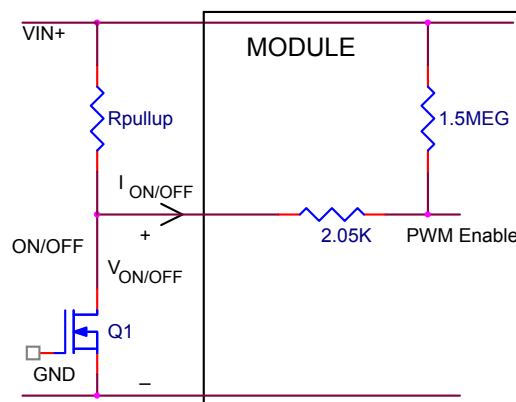 VIN+
MODULE
Rpullup
1.5MEG
I ON/OFF
+
2.05K
PWM Enable
ON/OFF
V ON/OFF
Q1
GND
–